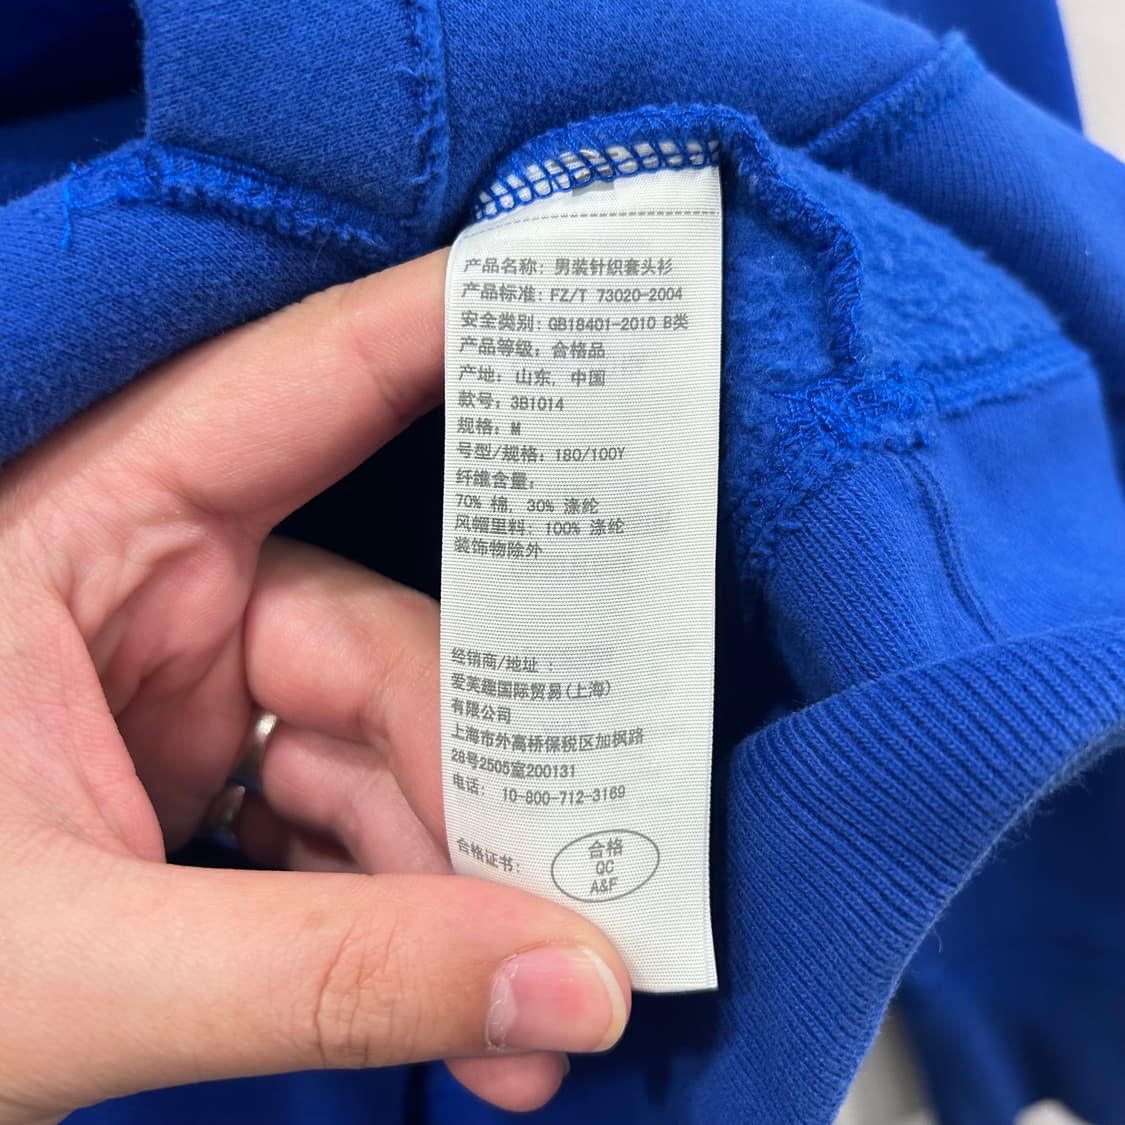 产品名称: 男装针织套头衫
产品标准: FZ/T 73020-2004
安全类别: GB18401-2010 B类
产品等级: 合格品
产地: 山东, 中国
款号: 3B1014
规格: M
号型/规格: 180/100Y
纤维含量:
70% 棉, 30% 涤纶
风帽里料: 100% 涤纶
装饰物除外
经销商/地址 :
爱芙趣国际贸易(上海)
有限公司
上海市外高桥保税区加枫路
28号2505室200131
电话: 10-800-712-3169
合格证书:
合格
QC
A&F